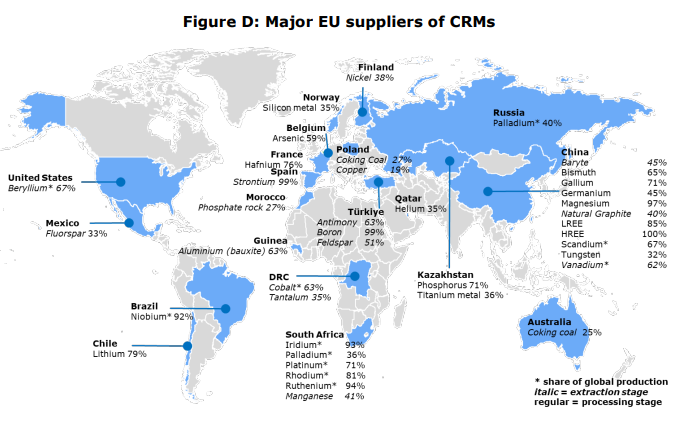 Figure D: Major EU suppliers of CRMs
Finland
Nickel 38%
Norway
Silicon metal 35%
Russia
Palladium* 40%
Belgium
Arsenic 59%
Poland
Coking Coal 27%
Copper 19%
France
Hafnium 76%
Spain
Strontium 99%
United States
Beryllium* 67%
Morocco
Phosphate rock 27%
Qatar
Helium 35%
Türkiye
Antimony 63%
Boron 99%
Feldspar 51%
China
Baryte 45%
Bismuth 65%
Gallium 71%
Germanium 45%
Magnesium 97%
Natural Graphite 40%
LREE 85%
HREE 100%
Scandium* 67%
Tungsten 32%
Vanadium* 62%
Mexico
Fluorspar 33%
Guinea
Aluminium (bauxite) 63%
DRC
Cobalt* 63%
Tantalum 35%
Kazakhstan
Phosphorus 71%
Titanium metal 36%
Brazil
Niobium* 92%
Australia
Coking coal 25%
Chile
Lithium 79%
South Africa
Iridium* 93%
Palladium* 36%
Platinum* 71%
Rhodium* 81%
Ruthenium* 94%
Manganese 41%
* share of global production
italic = extraction stage
regular = processing stage